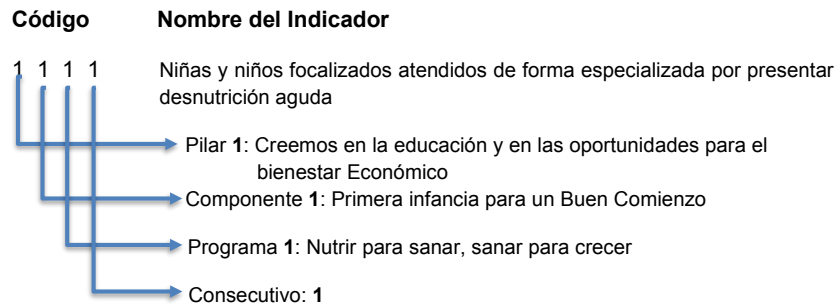 Código Nombre del Indicador
1 1 1 1 Niñas y niños focalizados atendidos de forma especializada por presentar
desnutrición aguda
Pilar 1: Creemos en la educación y en las oportunidades para el
bienestar Económico
Componente 1: Primera infancia para un Buen Comienzo
Programa 1: Nutrir para sanar, sanar para crecer
Consecutivo: 1